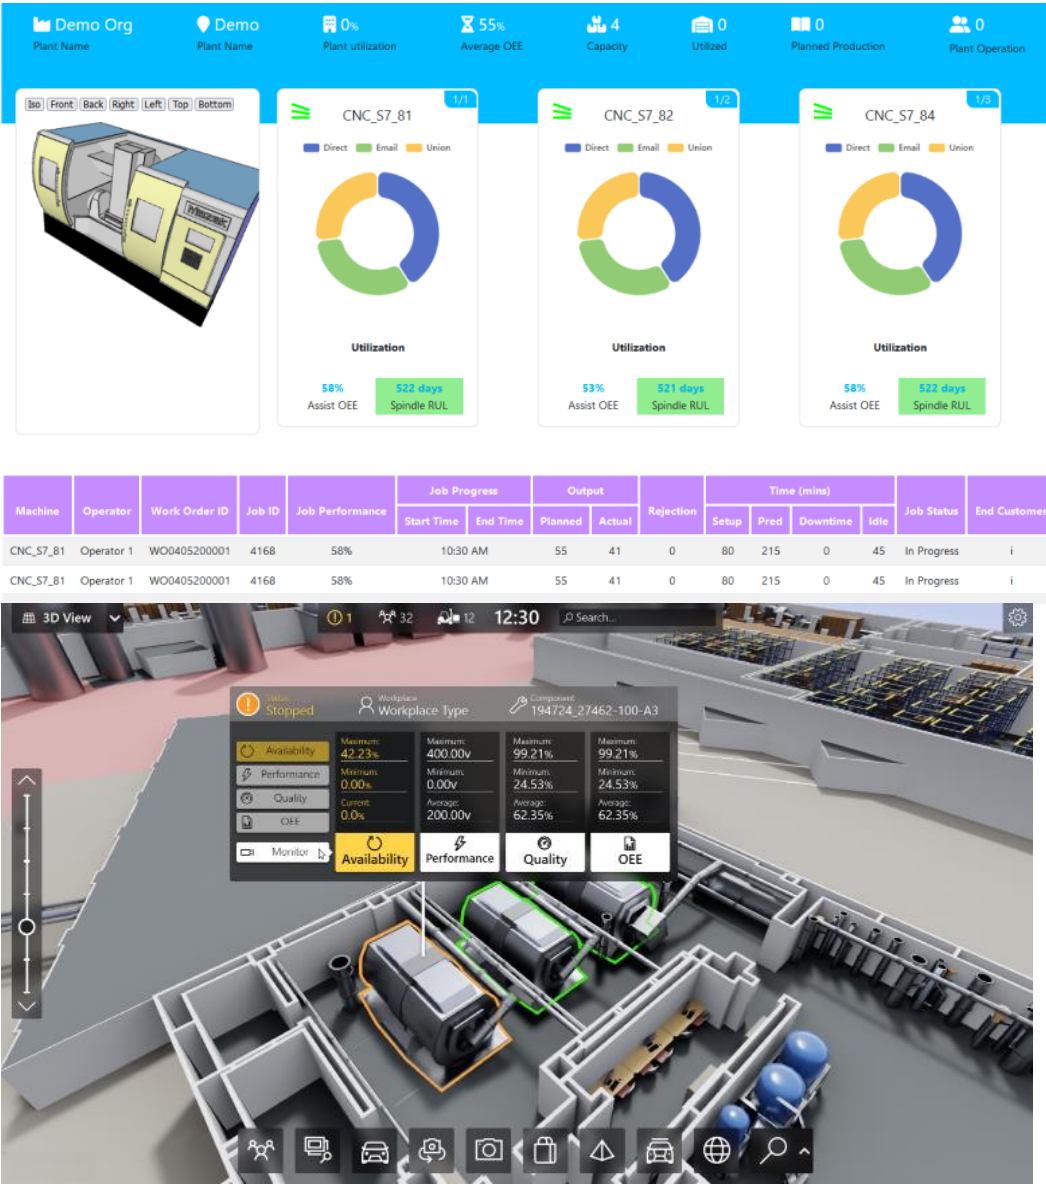 Demo Org
Plant Name
Demo
Plant Name
0%
Plant utilization
55%
Average OEE
4
Capacity
0
Utilized
0
Planned Production
0
Plant Operation
Iso Front Back Right Left Top Bottom
1/1
CNC_S7_81
Direct Email Union
Utilization
58%
Assist OEE
522 days
Spindle RUL
1/2
CNC_S7_82
Direct Email Union
Utilization
53%
Assist OEE
521 days
Spindle RUL
1/3
CNC_S7_84
Direct Email Union
Utilization
58%
Assist OEE
522 days
Spindle RUL
Machine Operator Work Order ID Job ID Job Performance Job Progress Output Rejection Time (mins) Job Status End Customer
Start Time End Time Planned Actual Setup Pred Downtime Idle
CNC_S7_81 Operator 1 WO0405200001 4168 58% 10:30 AM 55 41 0 80 215 0 45 In Progress i
CNC_S7_81 Operator 1 WO0405200001 4168 58% 10:30 AM 55 41 0 80 215 0 45 In Progress i
3D View 1 32 12 12:30 Search...
Status
Stopped
Workplace
Workplace Type
Component
194724_27462-100-A3
Availability
Performance
Quality
OEE
Monitor
Maximum:
42.23%
Minimum:
0.00%
Current:
0.0%
Availability
Maximum:
400.00v
Minimum:
0.00v
Average:
200.00v
Performance
Maximum:
99.21%
Minimum:
24.53%
Average:
62.35%
Quality
Maximum:
99.21%
Minimum:
24.53%
Average:
62.35%
OEE